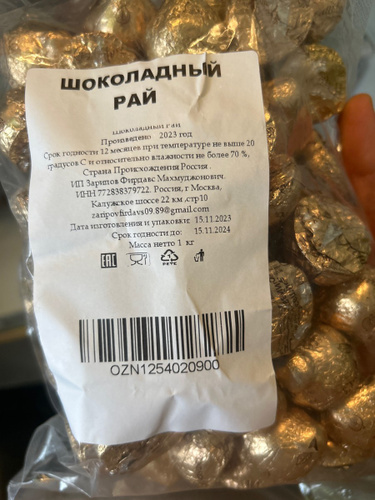 ШОКОЛАДНЫЙ
РАЙ
Шоколадный рай
Произведено 2023 год
Срок годности 12 месяцев при температуре не выше 20
градусов С и относительно влажности не более 70 %,
Страна Происхождения Россия .
ИП Зарипов Фирдавс Махмуджонович.
ИНН 772838379722. Россия, г Москва,
Калужское шоссе 22 км ,стр10
zaripovfirdavs09.89@gmail.com
Дата изготовления и упаковки: 15.11.2023
Срок годности до: 15.11.2024
Масса нетто 1 кг
EAC
PETE
OZN1254020900